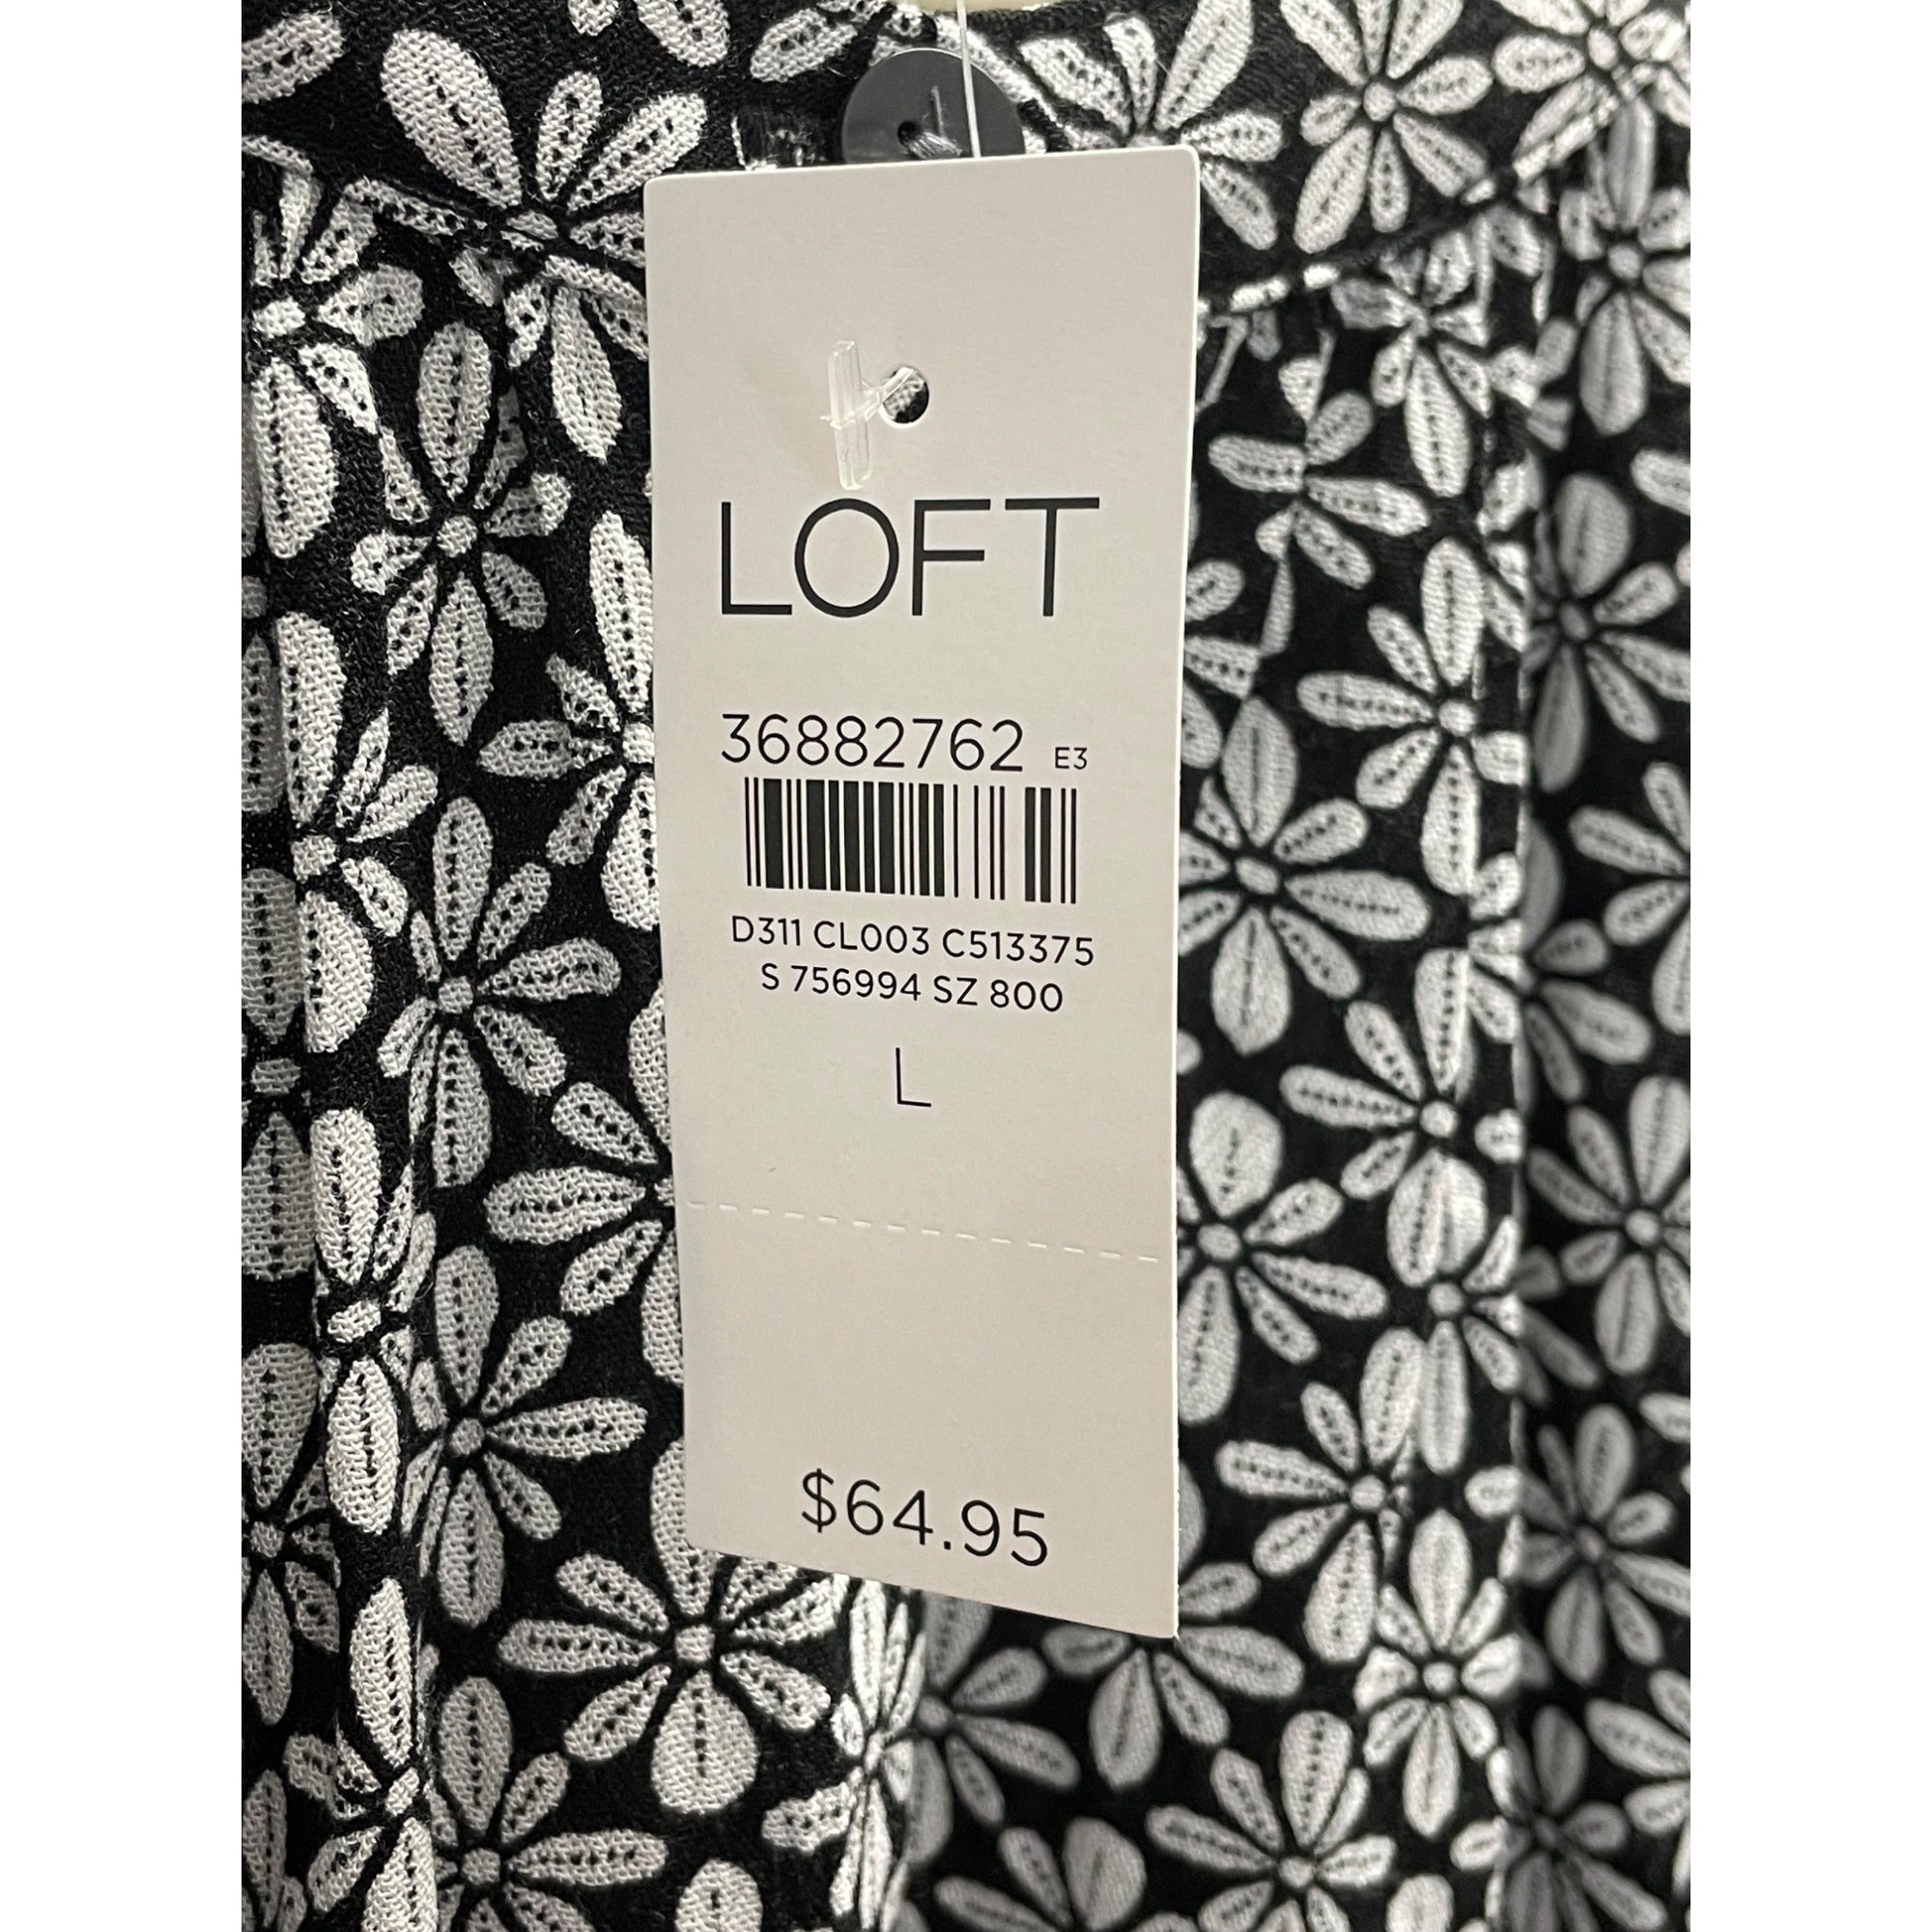 LOFT
36882762 E3
D311 CL003 C513375
S 756994 SZ 800
L
$64.95